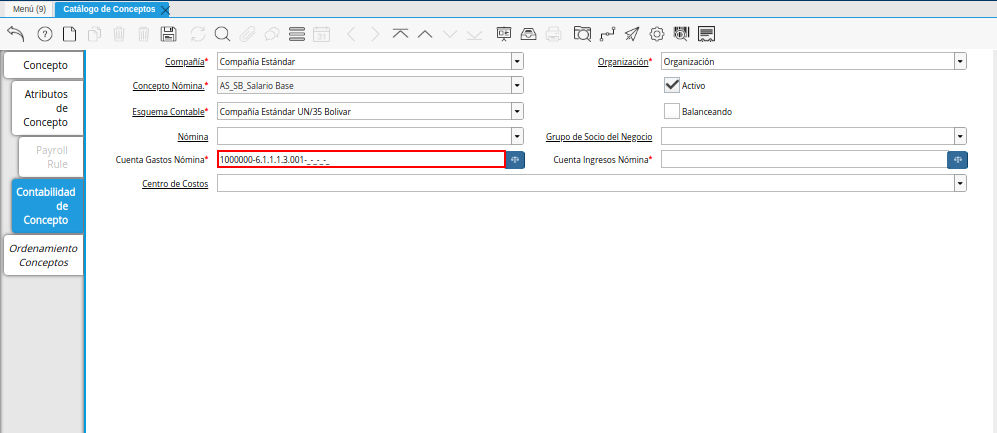 Menú (9)
Catálogo de Conceptos
Concepto
Atributos
de
Concepto
Payroll
Rule
Contabilidad
de
Concepto
Ordenamiento
Conceptos
Compañía* Compañía Estándar
Organización* Organización
Concepto Nómina.* AS_SB_Salario Base
Activo
Esquema Contable* Compañía Estándar UN/35 Bolivar
Balanceando
Nómina
Grupo de Socio del Negocio
Cuenta Gastos Nómina* 1000000-6.1.1.1.3.001-_-_-_-_
Cuenta Ingresos Nómina*
Centro de Costos